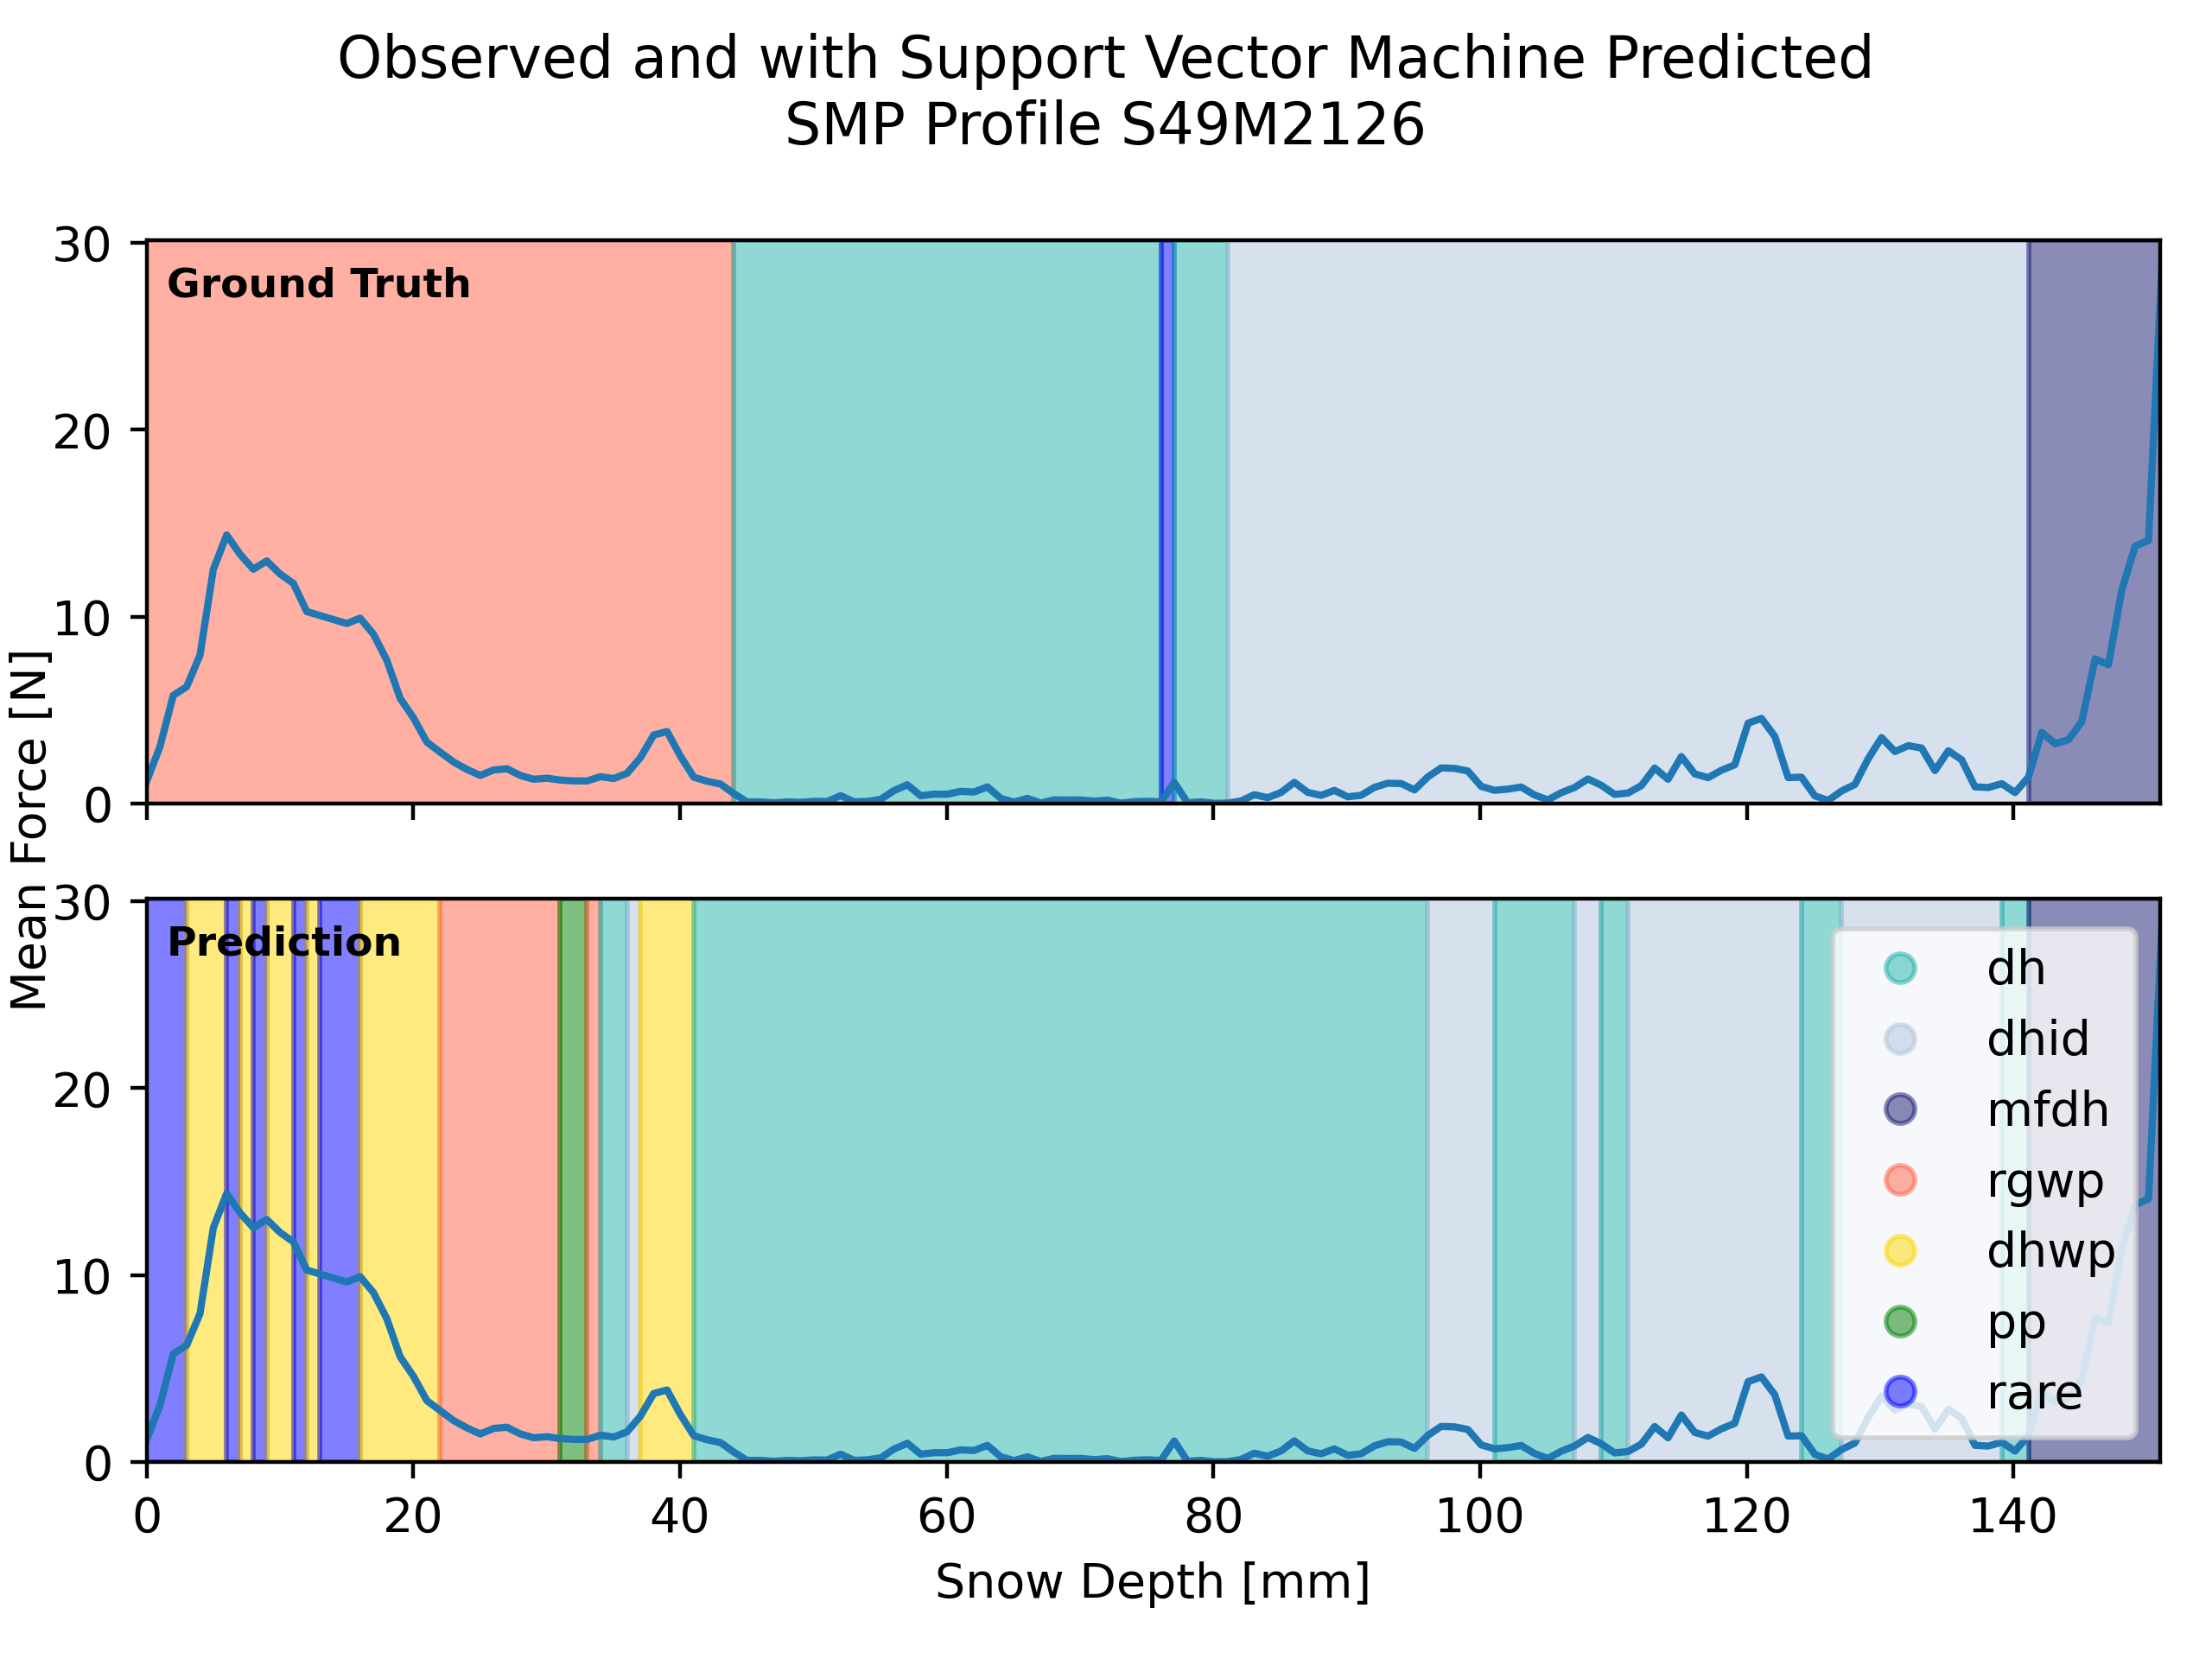 Observed and with Support Vector Machine Predicted
SMP Profile S49M2126
Mean Force [N]
30
20
10
0
Ground Truth
30
20
10
0
Prediction
dh
dhid
mfdh
rgwp
dhwp
pp
rare
0 20 40 60 80 100 120 140
Snow Depth [mm]